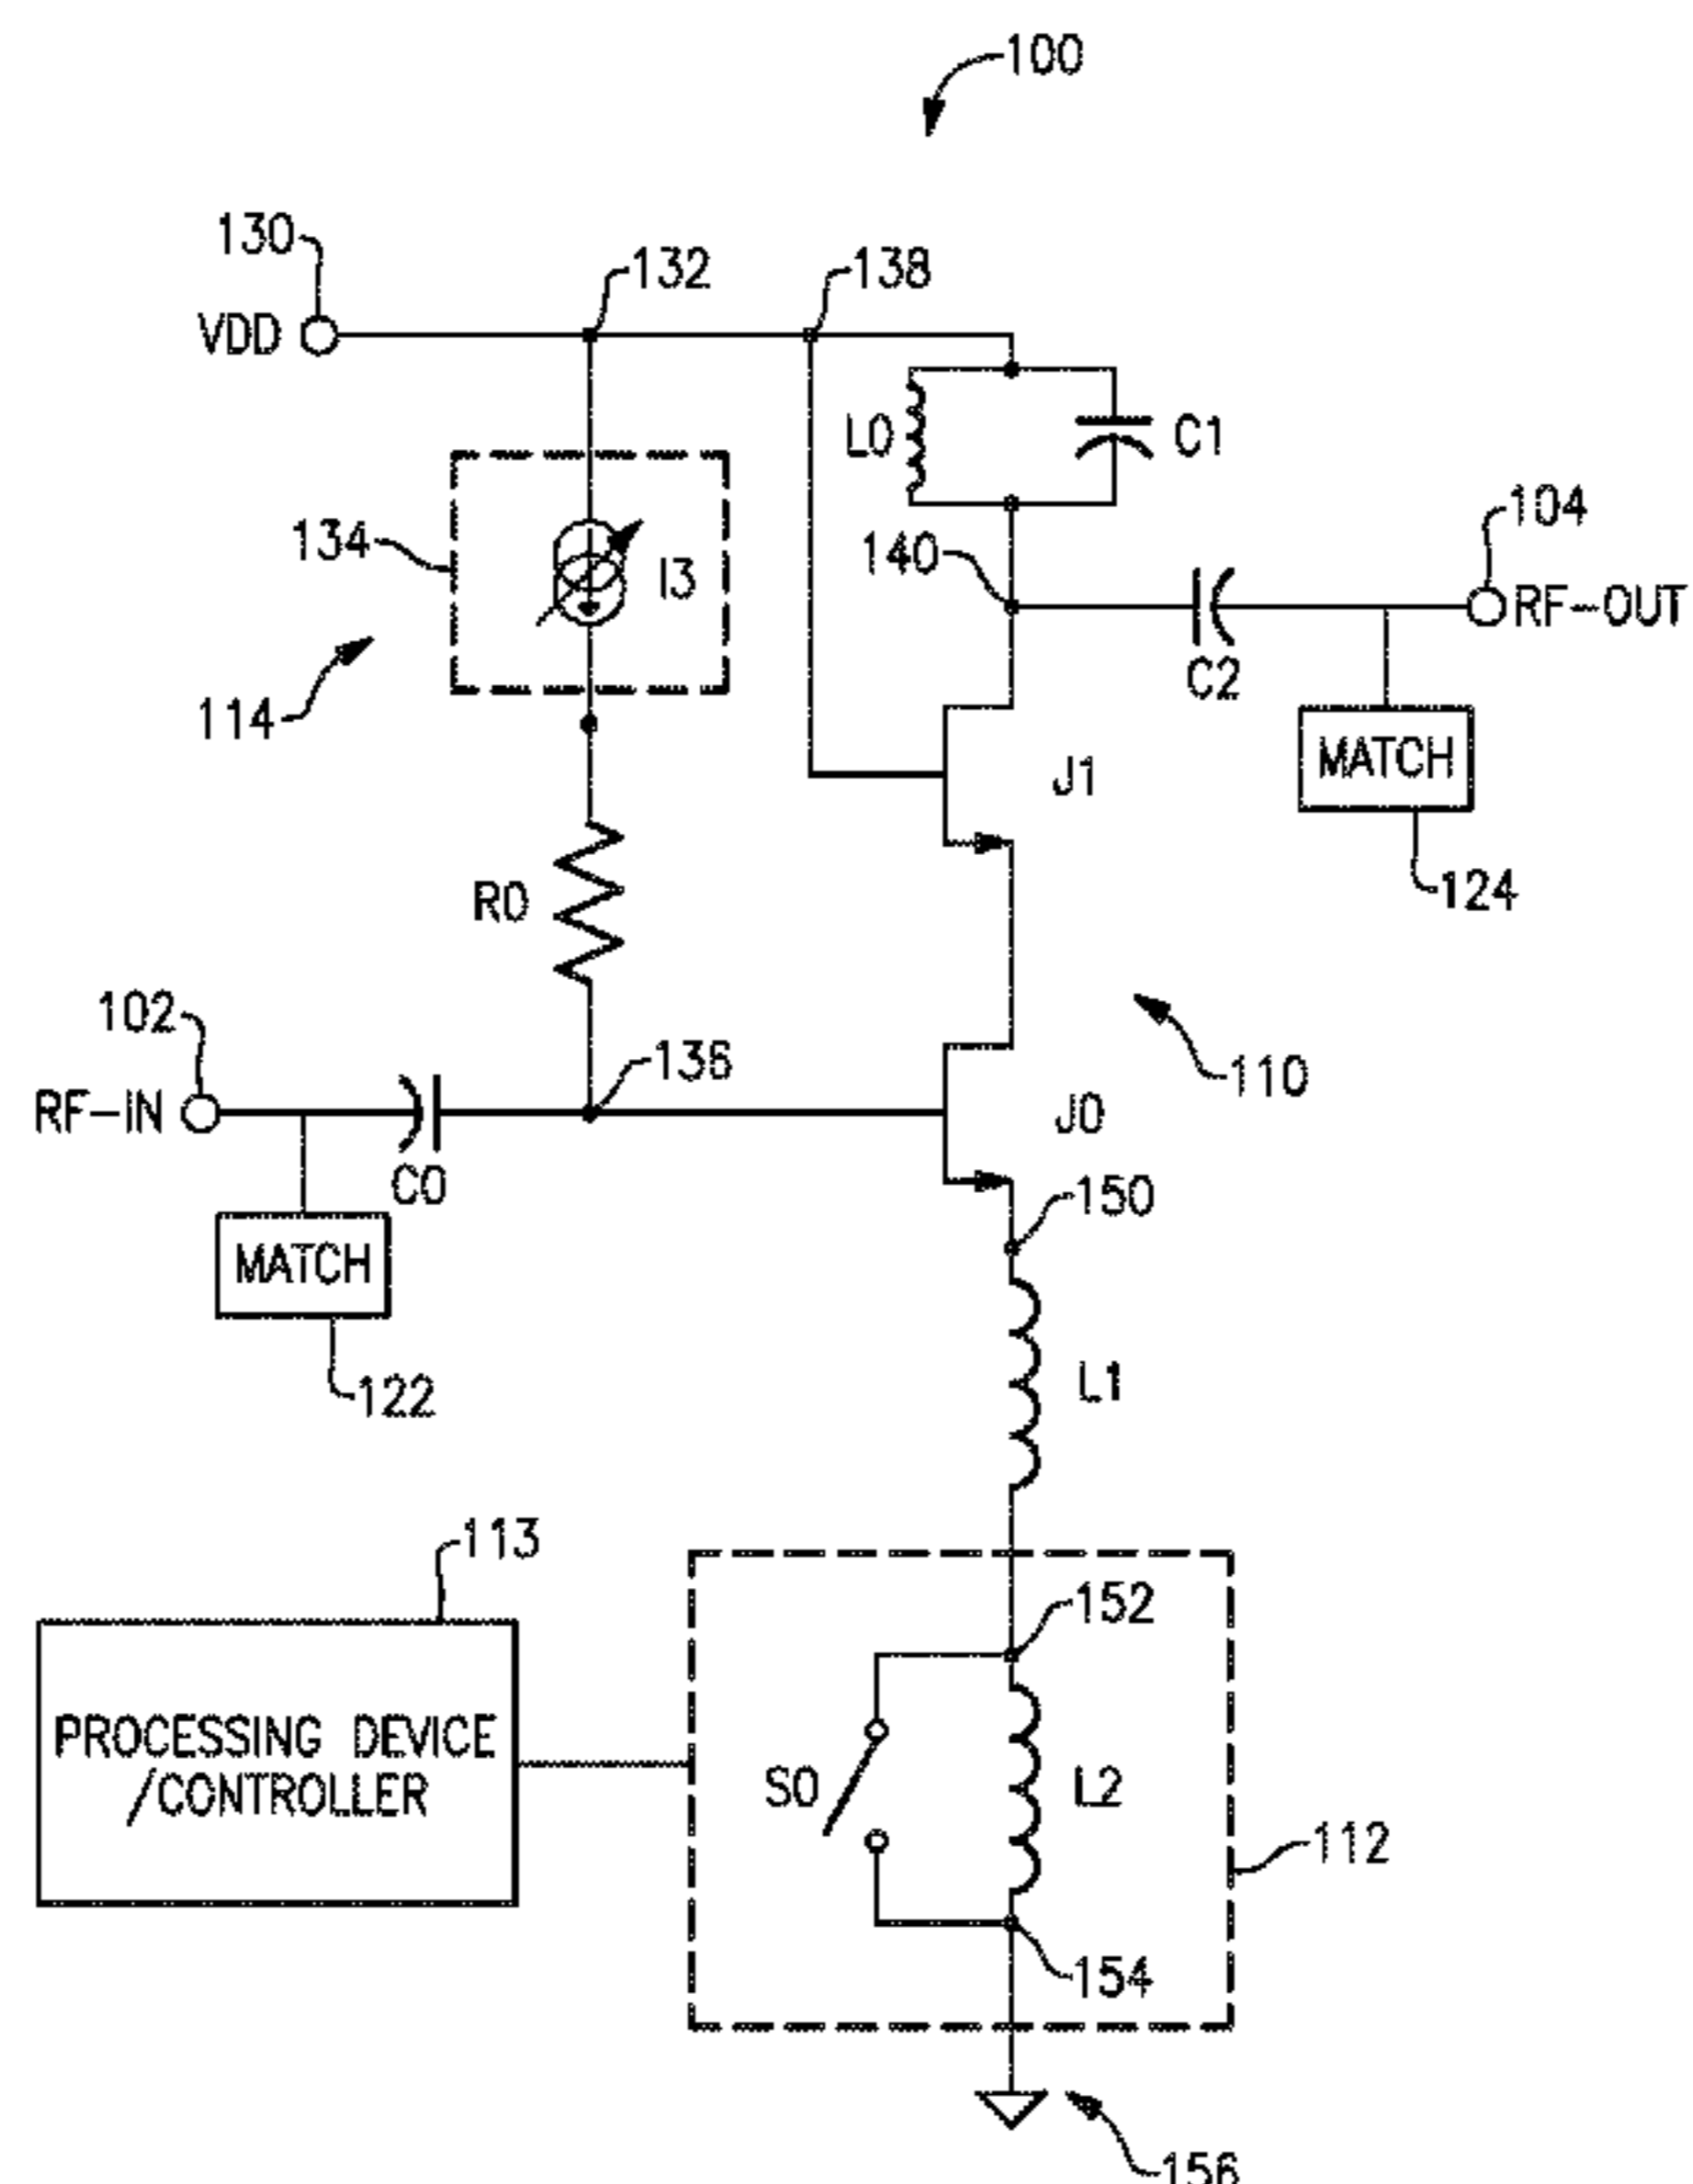 100
130
132
138
VDD
L0
C1
134
I3
140
104
RF-OUT
114
C2
J1
MATCH
R0
124
102
136
110
RF-IN
C0
J0
150
MATCH
L1
122
113
152
PROCESSING DEVICE
/CONTROLLER
S0
L2
112
154
156